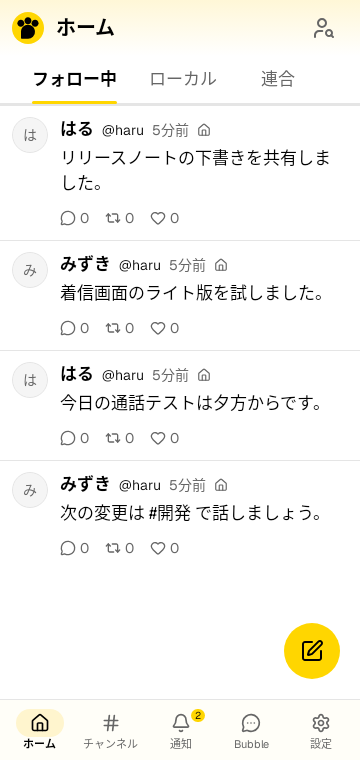 ホーム
フォロー中 ローカル 連合
は はる @haru 5分前
リリースノートの下書きを共有しま
した。
0 0 0
み みずき @haru 5分前
着信画面のライト版を試しました。
0 0 0
は はる @haru 5分前
今日の通話テストは夕方からです。
0 0 0
み みずき @haru 5分前
次の変更は #開発 で話しましょう。
0 0 0
2
ホーム チャンネル 通知 Bubble 設定